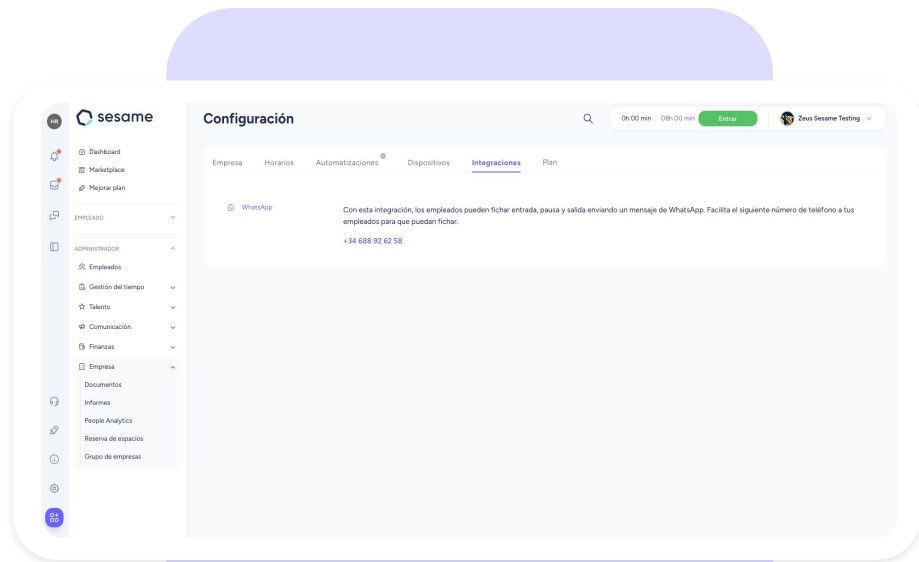 HR
sesame
Dashboard
Marketplace
Mejorar plan
EMPLEADO
ADMINISTRADOR
Empleados
Gestión del tiempo
Talento
Comunicación
Finanzas
Empresa
Documentos
Informes
People Analytics
Reserva de espacios
Grupo de empresas
Configuración
0h 00 min 08h 00 min Entrar Zeus Sesame Testing
Empresa Horarios Automatizaciones Dispositivos Integraciones Plan
WhatsApp
Con esta integración, los empleados pueden fichar entrada, pausa y salida enviando un mensaje de WhatsApp. Facilita el siguiente número de teléfono a tus
empleados para que puedan fichar.
+34 688 92 62 58